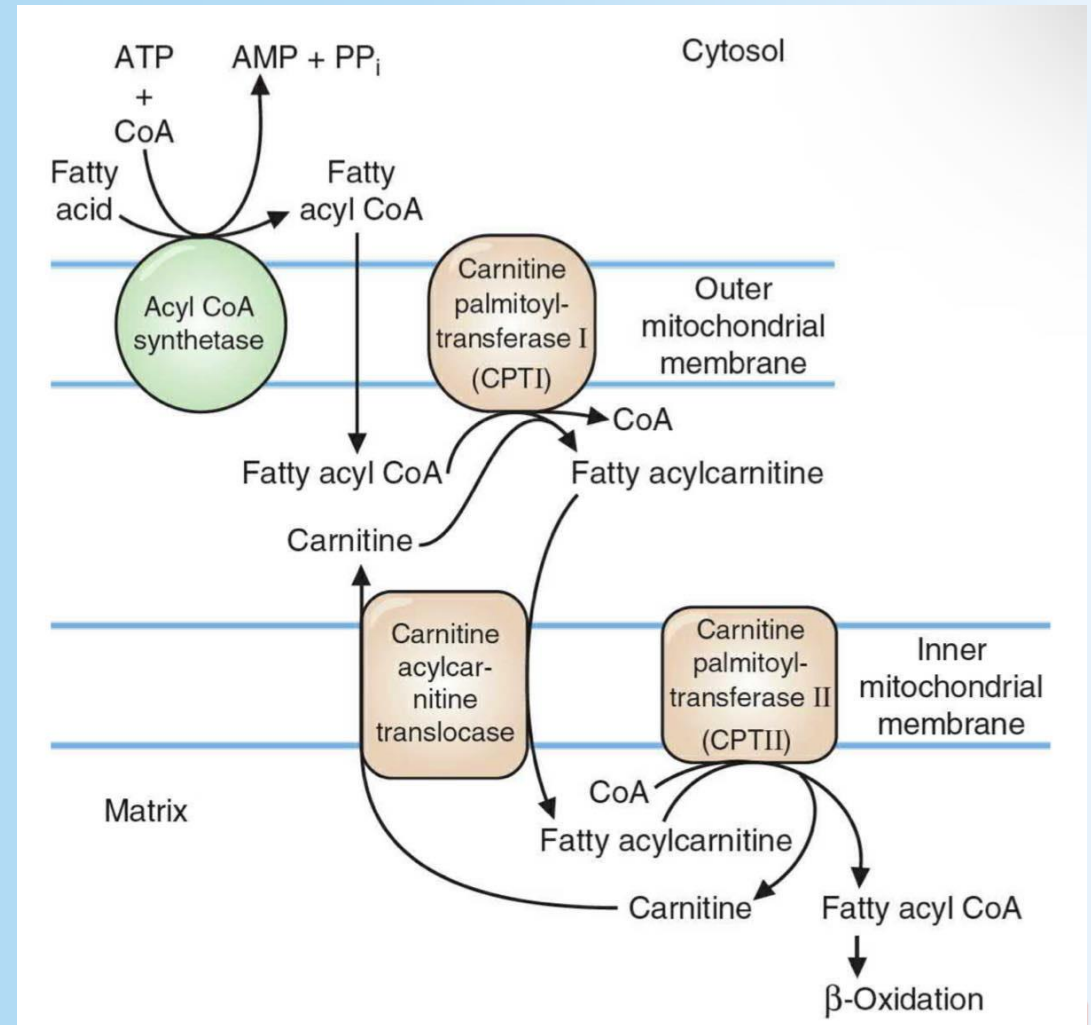 ATP
+
CoA
AMP + PPi
Cytosol
Fatty
acid
Fatty
acyl CoA
Acyl CoA
synthetase
Carnitine
palmitoyl-
transferase I
(CPTI)
Outer
mitochondrial
membrane
CoA
Fatty acyl CoA
Fatty acylcarnitine
Carnitine
Carnitine
acylcar-
nitine
translocase
Carnitine
palmitoyl-
transferase II
(CPTII)
Inner
mitochondrial
membrane
Matrix
CoA
Fatty acylcarnitine
Carnitine
Fatty acyl CoA
β-Oxidation